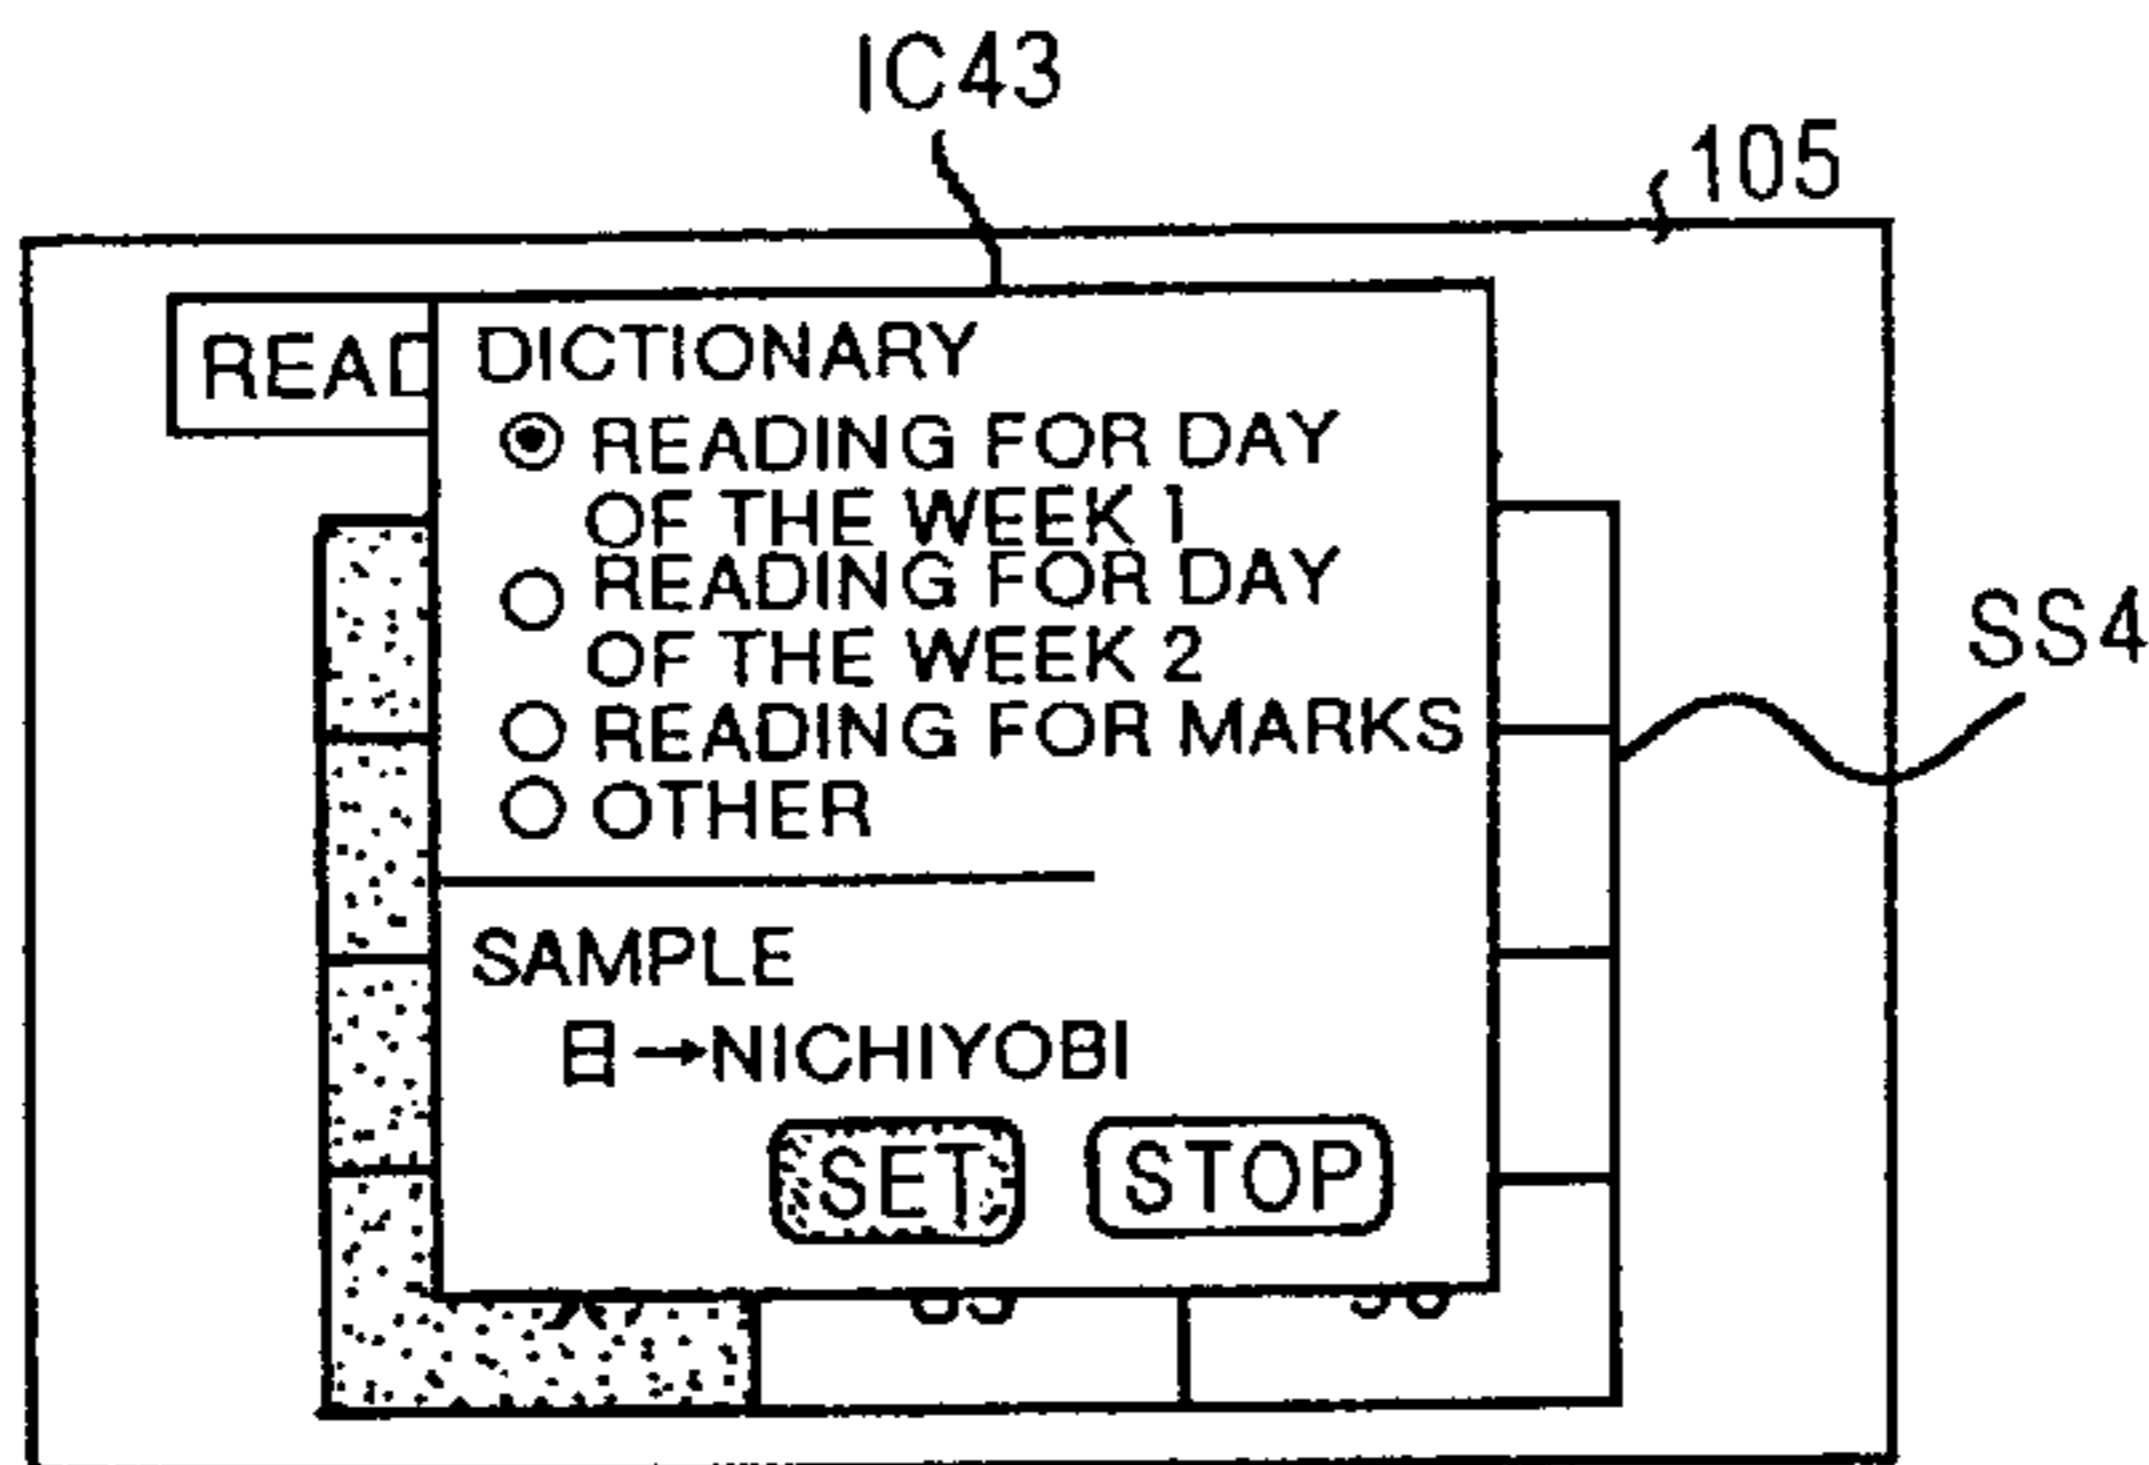 IC43
105
READ
DICTIONARY
READING FOR DAY
OF THE WEEK 1
READING FOR DAY
OF THE WEEK 2
READING FOR MARKS
OTHER
SS4
SAMPLE
日→NICHIYOBI
SET STOP